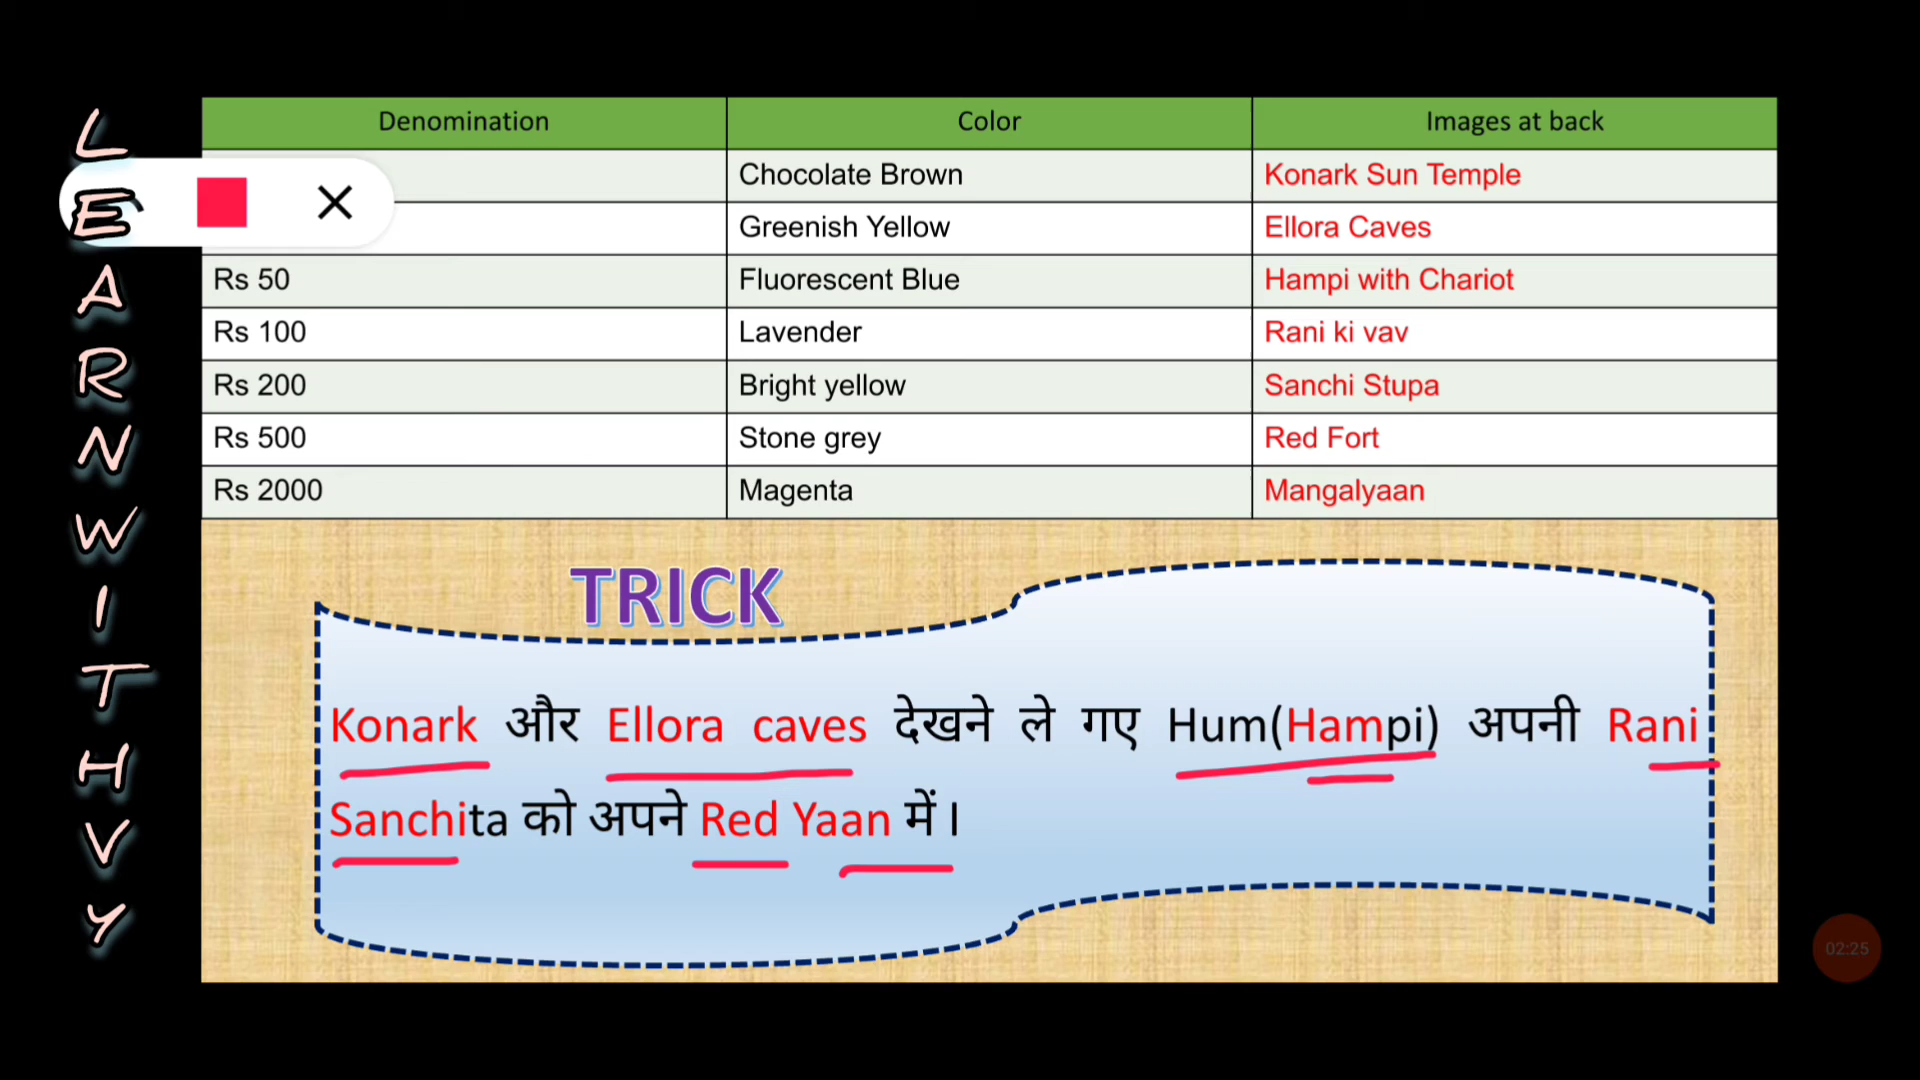 LEARNWITHVY
Denomination Color Images at back
Chocolate Brown Konark Sun Temple
Greenish Yellow Ellora Caves
Rs 50 Fluorescent Blue Hampi with Chariot
Rs 100 Lavender Rani ki vav
Rs 200 Bright yellow Sanchi Stupa
Rs 500 Stone grey Red Fort
Rs 2000 Magenta Mangalyaan
TRICK
Konark और Ellora caves देखने ले गए Hum(Hampi) अपनी Rani
Sanchita को अपने Red Yaan में I
02:25